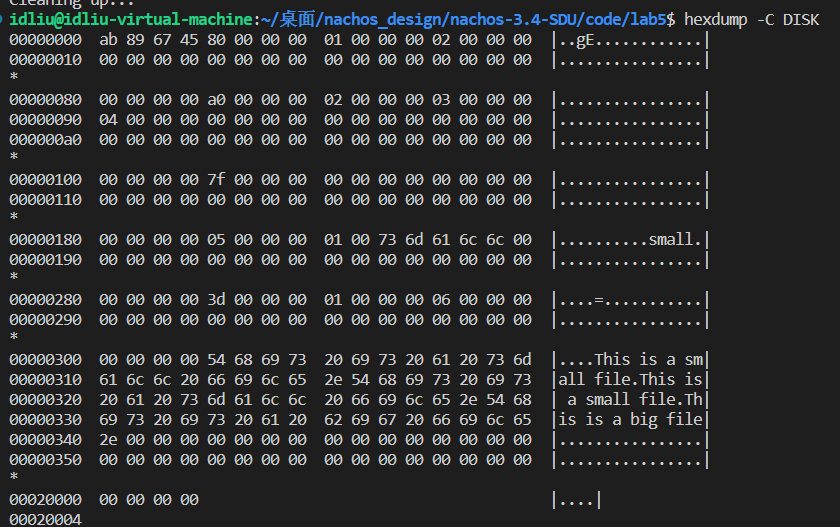 Cleaning up...
idliu@idliu-virtual-machine:~/桌面/nachos_design/nachos-3.4-SDU/code/lab5$ hexdump -C DISK
00000000  ab 89 67 45 80 00 00 00  01 00 00 00 02 00 00 00  |..gE............|
00000010  00 00 00 00 00 00 00 00  00 00 00 00 00 00 00 00  |................|
*
00000080  00 00 00 00 a0 00 00 00  02 00 00 00 03 00 00 00  |................|
00000090  04 00 00 00 00 00 00 00  00 00 00 00 00 00 00 00  |................|
000000a0  00 00 00 00 00 00 00 00  00 00 00 00 00 00 00 00  |................|
*
00000100  00 00 00 00 7f 00 00 00  00 00 00 00 00 00 00 00  |................|
00000110  00 00 00 00 00 00 00 00  00 00 00 00 00 00 00 00  |................|
*
00000180  00 00 00 00 05 00 00 00  01 00 73 6d 61 6c 6c 00  |..........small.|
00000190  00 00 00 00 00 00 00 00  00 00 00 00 00 00 00 00  |................|
*
00000280  00 00 00 00 3d 00 00 00  01 00 00 00 06 00 00 00  |....=...........|
00000290  00 00 00 00 00 00 00 00  00 00 00 00 00 00 00 00  |................|
*
00000300  00 00 00 00 54 68 69 73  20 69 73 20 61 20 73 6d  |....This is a sm|
00000310  61 6c 6c 20 66 69 6c 65  2e 54 68 69 73 20 69 73  |all file.This is|
00000320  20 61 20 73 6d 61 6c 6c  20 66 69 6c 65 2e 54 68  | a small file.Th|
00000330  69 73 20 69 73 20 61 20  62 69 67 20 66 69 6c 65  |is is a big file|
00000340  2e 00 00 00 00 00 00 00  00 00 00 00 00 00 00 00  |................|
00000350  00 00 00 00 00 00 00 00  00 00 00 00 00 00 00 00  |................|
*
00020000  00 00 00 00                                       |....|
00020004